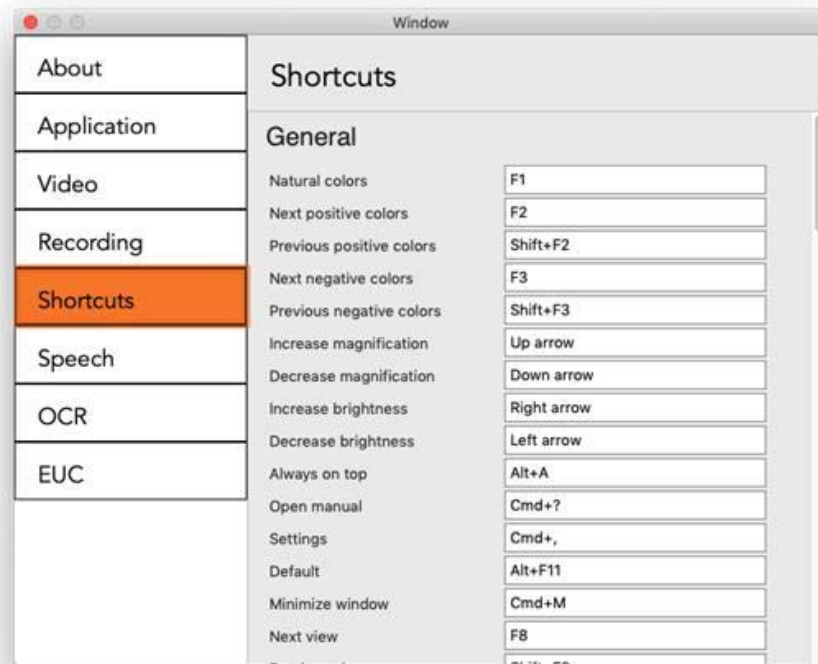 Window
About
Application
Video
Recording
Shortcuts
Speech
OCR
EUC
Shortcuts
General
Natural colors F1
Next positive colors F2
Previous positive colors Shift+F2
Next negative colors F3
Previous negative colors Shift+F3
Increase magnification Up arrow
Decrease magnification Down arrow
Increase brightness Right arrow
Decrease brightness Left arrow
Always on top Alt+A
Open manual Cmd+?
Settings Cmd+,
Default Alt+F11
Minimize window Cmd+M
Next view F8